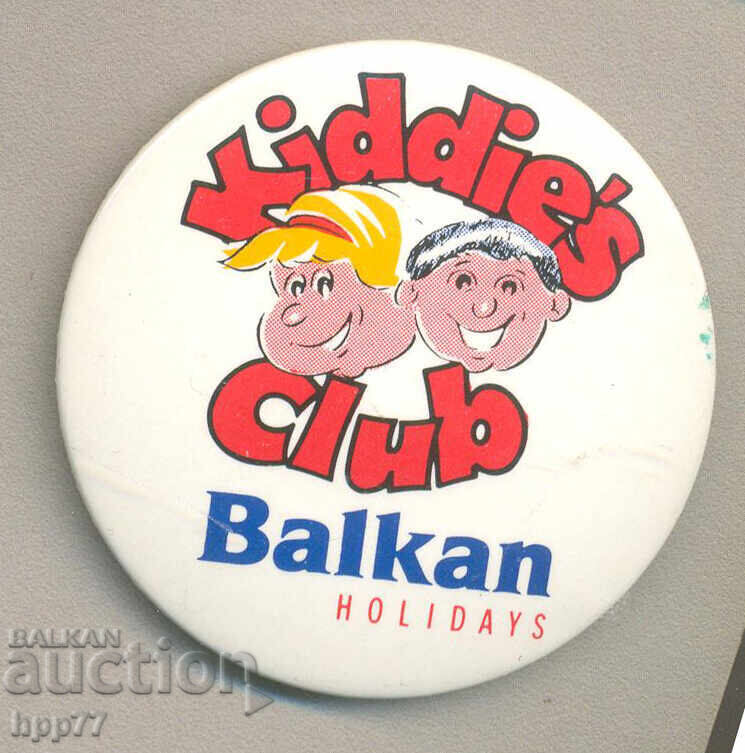 Kiddie's
Club
Balkan
HOLIDAYS
BALKAN
auction
hpp77